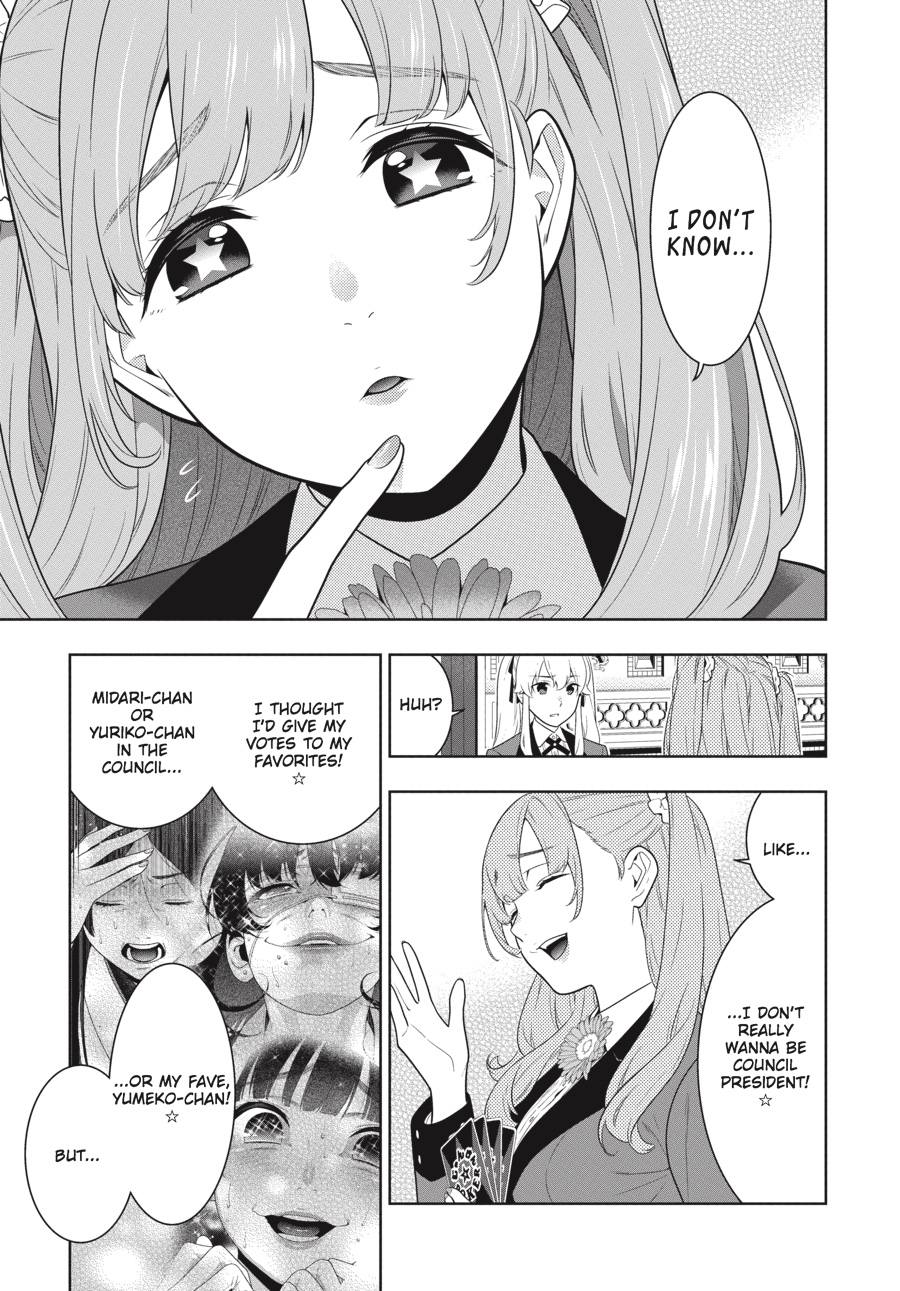 I DON'T
KNOW...
HUH?
LIKE...
...I DON'T
REALLY
WANNA BE
COUNCIL
PRESIDENT!
☆
I THOUGHT
I'D GIVE MY
VOTES TO MY
FAVORITES!
☆
MIDARI-CHAN
OR
YURIKO-CHAN
IN THE
COUNCIL...
...OR MY FAVE,
YUMEKO-CHAN!
☆
BUT...